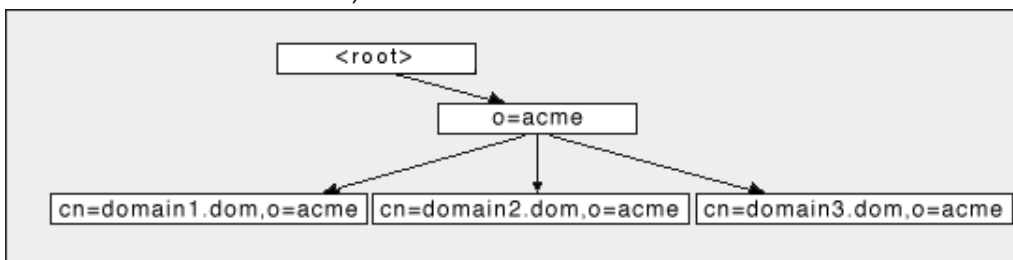 <root>
o=acme
cn=domain1.dom,o=acme
cn=domain2.dom,o=acme
cn=domain3.dom,o=acme